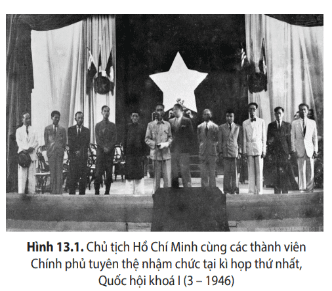 Hình 13.1. Chủ tịch Hồ Chí Minh cùng các thành viên
Chính phủ tuyên thệ nhậm chức tại kì họp thứ nhất,
Quốc hội khoá I (3 – 1946)